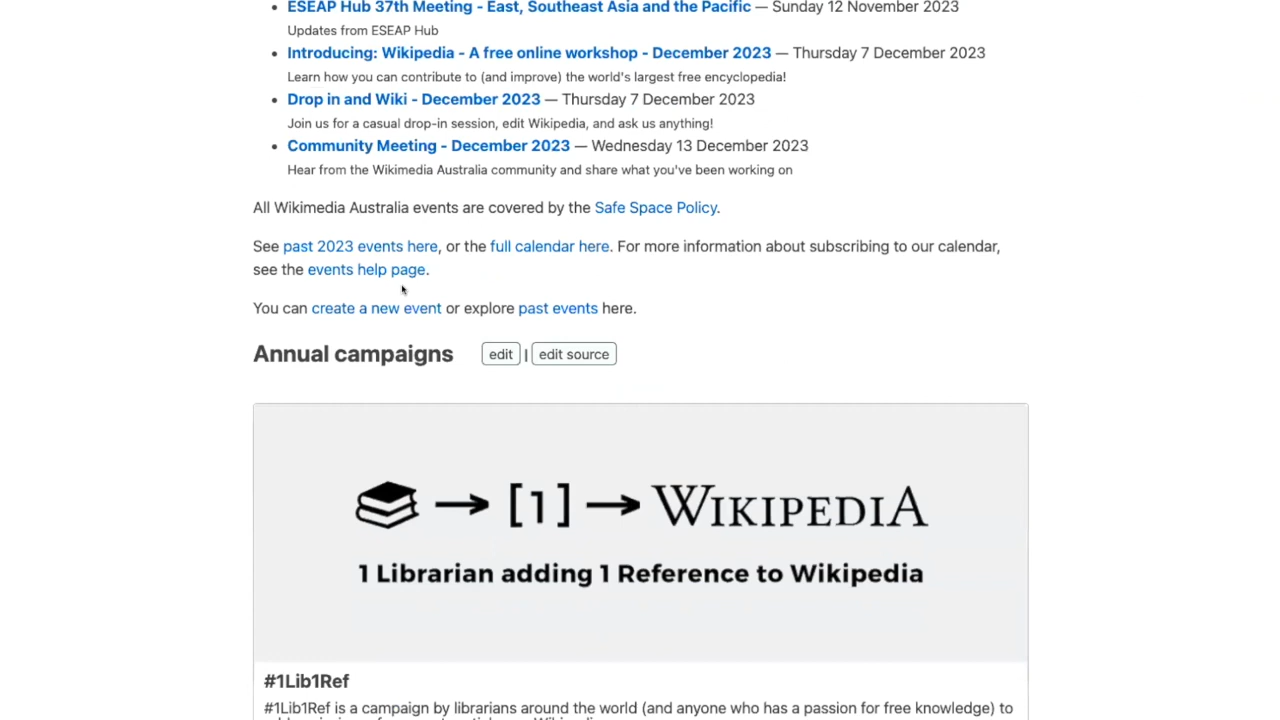 ESEAP Hub 37th Meeting - East, Southeast Asia and the Pacific — Sunday 12 November 2023
Updates from ESEAP Hub
Introducing: Wikipedia - A free online workshop - December 2023 — Thursday 7 December 2023
Learn how you can contribute to (and improve) the world's largest free encyclopedia!
Drop in and Wiki - December 2023 — Thursday 7 December 2023
Join us for a casual drop-in session, edit Wikipedia, and ask us anything!
Community Meeting - December 2023 — Wednesday 13 December 2023
Hear from the Wikimedia Australia community and share what you've been working on
All Wikimedia Australia events are covered by the Safe Space Policy.
See past 2023 events here, or the full calendar here. For more information about subscribing to our calendar,
see the events help page.
You can create a new event or explore past events here.
Annual campaigns edit | edit source
[1] WIKIPEDIA
1 Librarian adding 1 Reference to Wikipedia
#1Lib1Ref
#1Lib1Ref is a campaign by librarians around the world (and anyone who has a passion for free knowledge) to